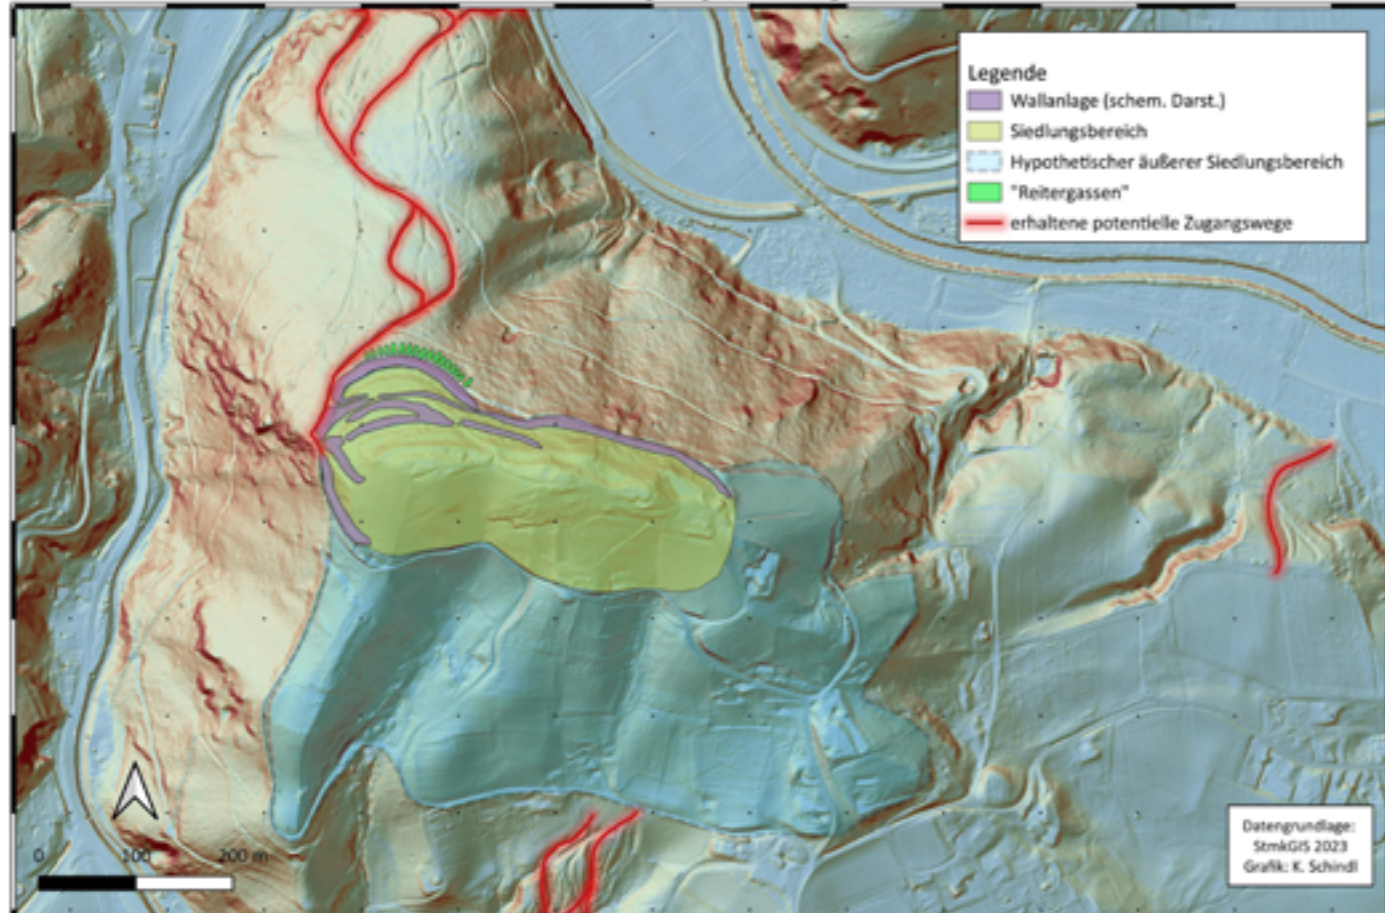 Legende
Wallanlage (schem. Darst.)
Siedlungsbereich
Hypothetischer äußerer Siedlungsbereich
"Reitergassen"
erhaltene potentielle Zugangswege
0 100 200 m
Datengrundlage:
StmkGIS 2023
Grafik: K. Schindl